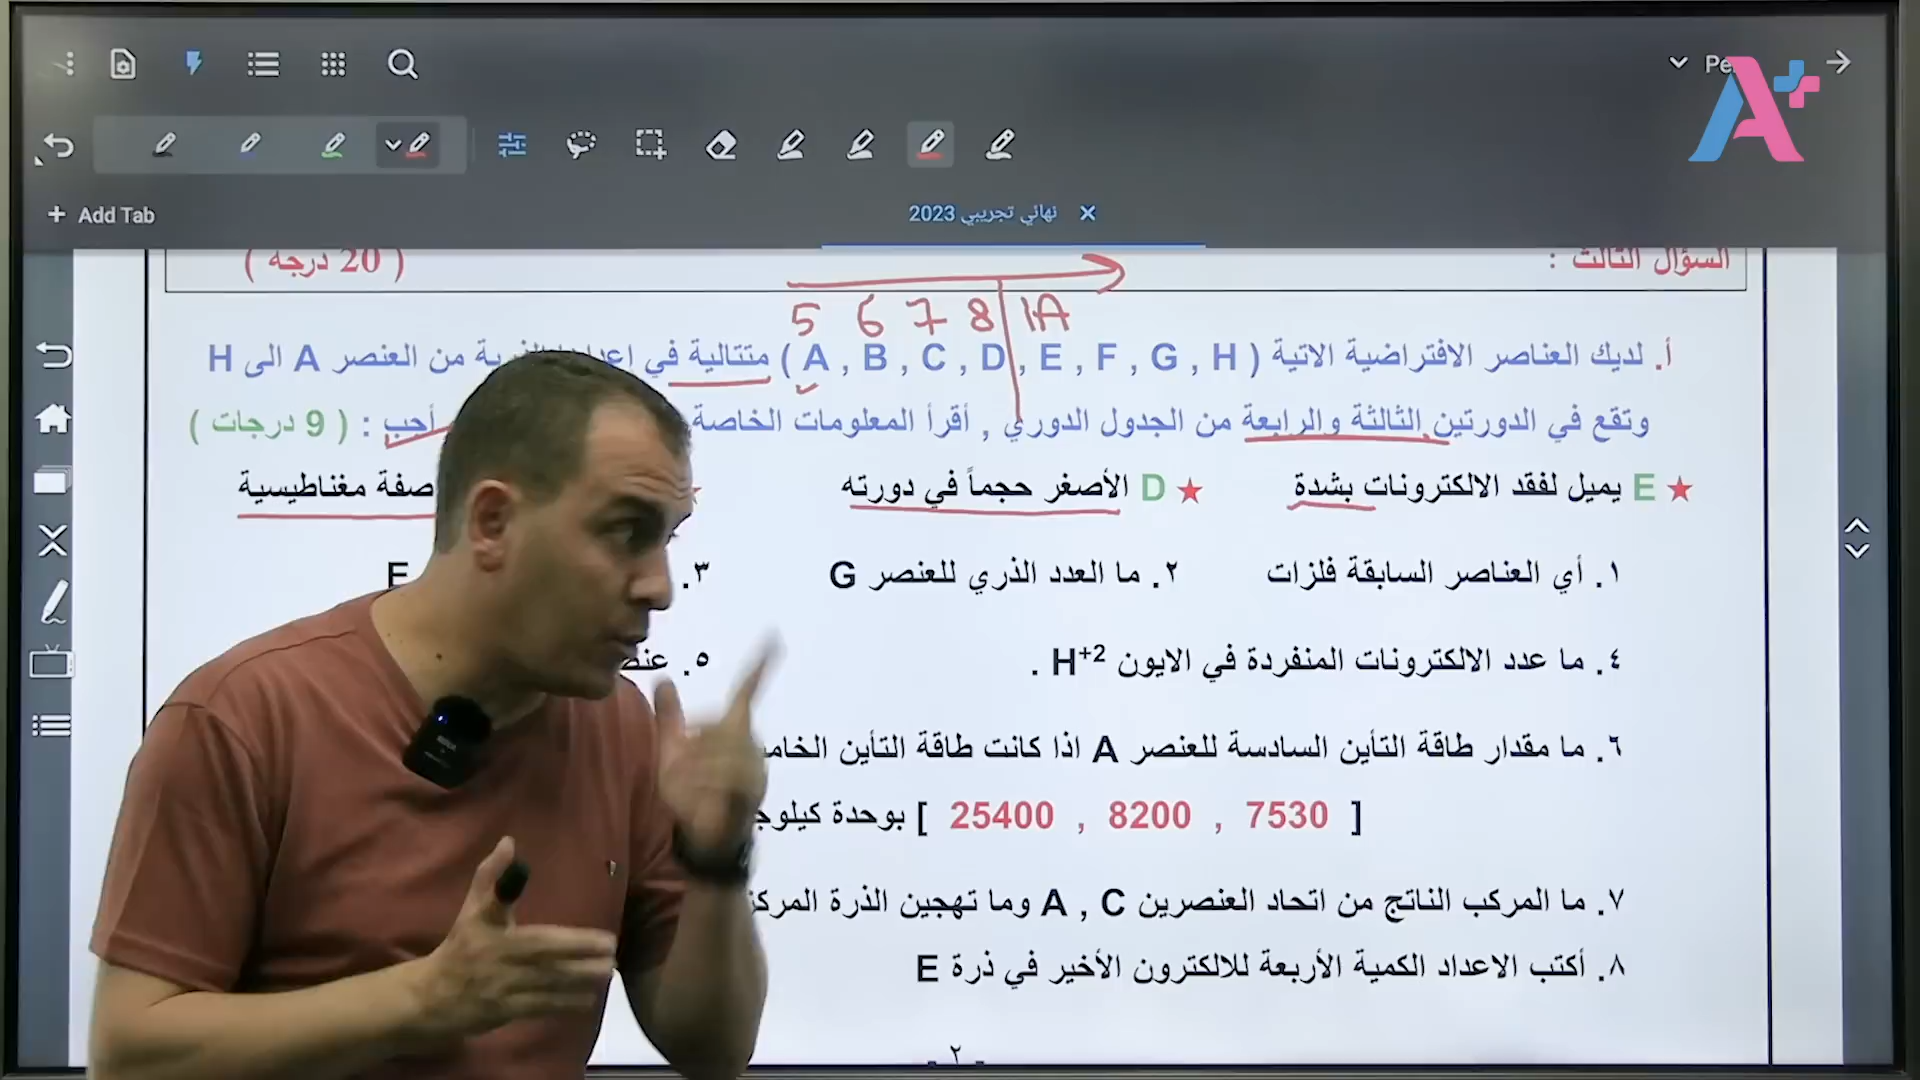 Pe
A+
+ Add Tab
نهائي تجريبي 2023 ×
السؤال الثالث :
( 20 درجة )
5 6 7 8 1A
أ. لديك العناصر الافتراضية الاتية ( A , B , C , D , E , F , G , H ) متتالية في من العنصر A الى H
وتقع في الدورتين الثالثة والرابعة من الجدول الدوري , أقرأ المعلومات الخاصة أجب : ( 9 درجات )
★ E يميل لفقد الالكترونات بشدة ★ D الأصغر حجماً في دورته صفة مغناطيسية
١. أي العناصر السابقة فلزات ٢. ما العدد الذري للعنصر G ٣.
٤. ما عدد الالكترونات المنفردة في الايون H+2 . ٥.
٦. ما مقدار طاقة التأين السادسة للعنصر A اذا كانت طاقة التأين
[ 7530 , 8200 , 25400 ] بوحدة
٧. ما المركب الناتج من اتحاد العنصرين A , C وما تهجين الذرة
٨. أكتب الاعداد الكمية الأربعة للالكترون الأخير في ذرة E
- ٢ -